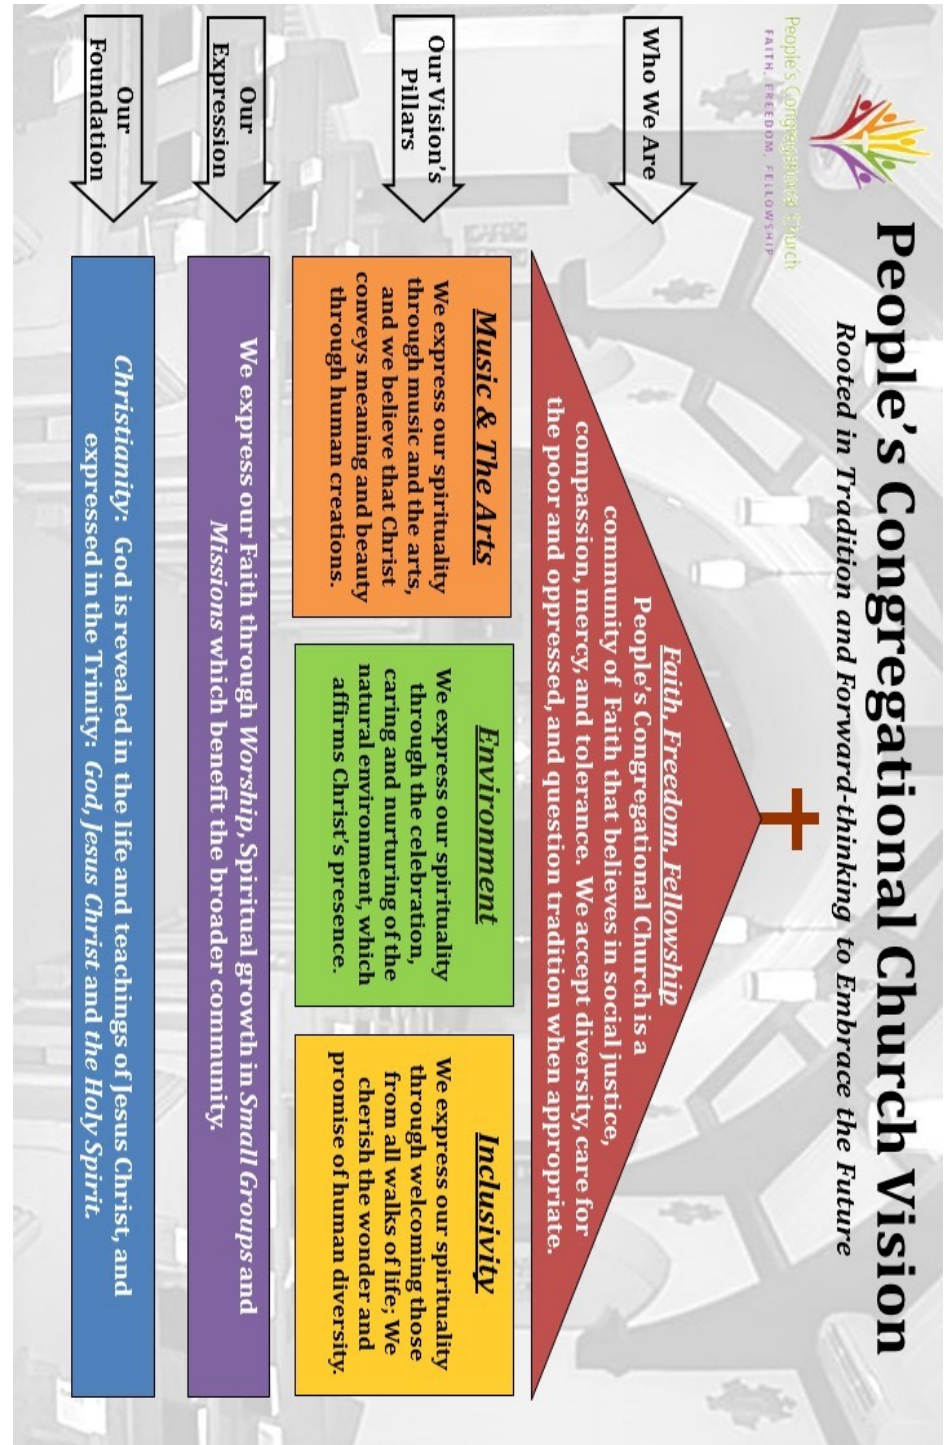 People's Congregational Church Vision
Rooted in Tradition and Forward-thinking to Embrace the Future
People's Congregational Church
FAITH, FREEDOM, FELLOWSHIP
Who We Are
Faith, Freedom, Fellowship
People's Congregational Church is a
community of Faith that believes in social justice,
compassion, mercy, and tolerance. We accept diversity, care for
the poor and oppressed, and question tradition when appropriate.
Our Vision's
Pillars
Music & The Arts
We express our spirituality
through music and the arts,
and we believe that Christ
conveys meaning and beauty
through human creations.
Environment
We express our spirituality
through the celebration,
caring and nurturing of the
natural environment, which
affirms Christ's presence.
Inclusivity
We express our spirituality
through welcoming those
from all walks of life; We
cherish the wonder and
promise of human diversity.
Our
Expression
We express our Faith through Worship, Spiritual growth in Small Groups and
Missions which benefit the broader community.
Our
Foundation
Christianity: God is revealed in the life and teachings of Jesus Christ, and
expressed in the Trinity: God, Jesus Christ and the Holy Spirit.